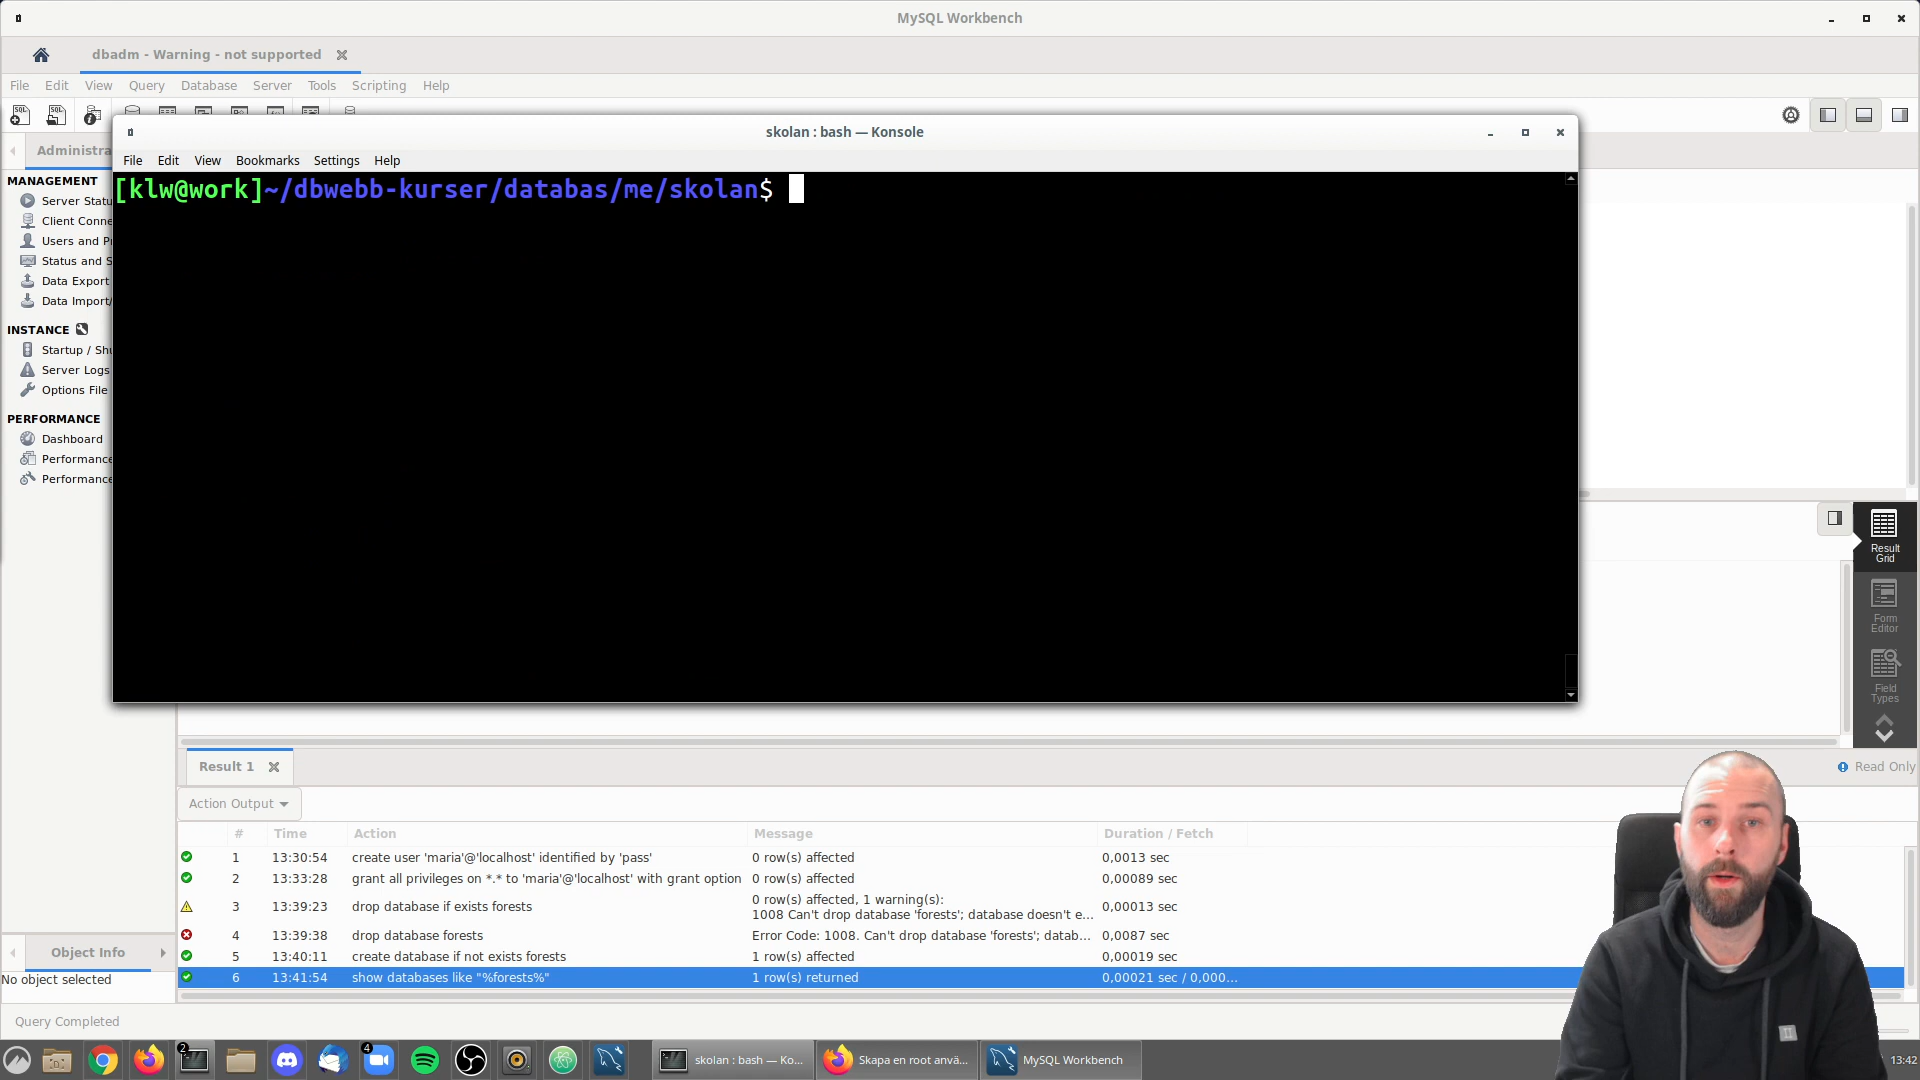 MySQL Workbench
dbadm - Warning - not supported
File Edit View Query Database Server Tools Scripting Help
skolan : bash — Konsole
File Edit View Bookmarks Settings Help
[klw@work]~/dbwebb-kurser/databas/me/skolan$
Administra
MANAGEMENT
Server Statu
Client Conne
Users and P
Status and S
Data Export
Data Import/
INSTANCE
Startup / Shu
Server Logs
Options File
PERFORMANCE
Dashboard
Performance
Performance
Result
Grid
Form
Editor
Field
Types
Result 1
Read Only
Action Output
# Time Action Message Duration / Fetch
1 13:30:54 create user 'maria'@'localhost' identified by 'pass' 0 row(s) affected 0,0013 sec
2 13:33:28 grant all privileges on *.* to 'maria'@'localhost' with grant option 0 row(s) affected 0,00089 sec
3 13:39:23 drop database if exists forests 0 row(s) affected, 1 warning(s): 0,00013 sec
1008 Can't drop database 'forests'; database doesn't e...
4 13:39:38 drop database forests Error Code: 1008. Can't drop database 'forests'; datab... 0,0087 sec
5 13:40:11 create database if not exists forests 1 row(s) affected 0,00019 sec
6 13:41:54 show databases like "%forests%" 1 row(s) returned 0,00021 sec / 0,000...
Object Info
No object selected
Query Completed
2
4
skolan : bash — Ko...
Skapa en root anvä...
MySQL Workbench
13:42